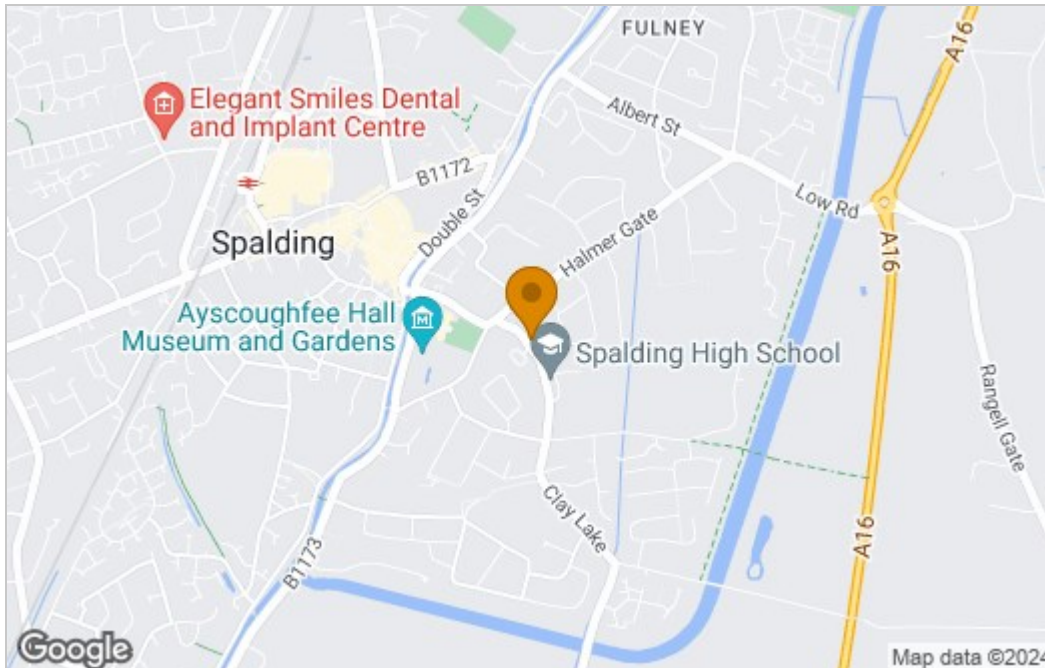 FULNEY
A16
Elegant Smiles Dental
and Implant Centre
Albert St
B1172
Low Rd
Double St
Spalding
Halmer Gate
A16
Ayscoughfee Hall
Museum and Gardens
Spalding High School
Rangell Gate
Clay Lake
A16
B1173
Google
Map data ©2024